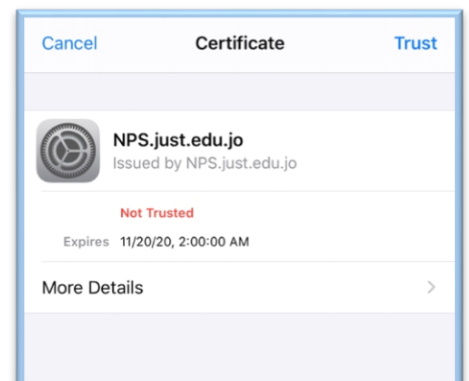 Cancel Certificate Trust
NPS.just.edu.jo
Issued by NPS.just.edu.jo
Not Trusted
Expires 11/20/20, 2:00:00 AM
More Details